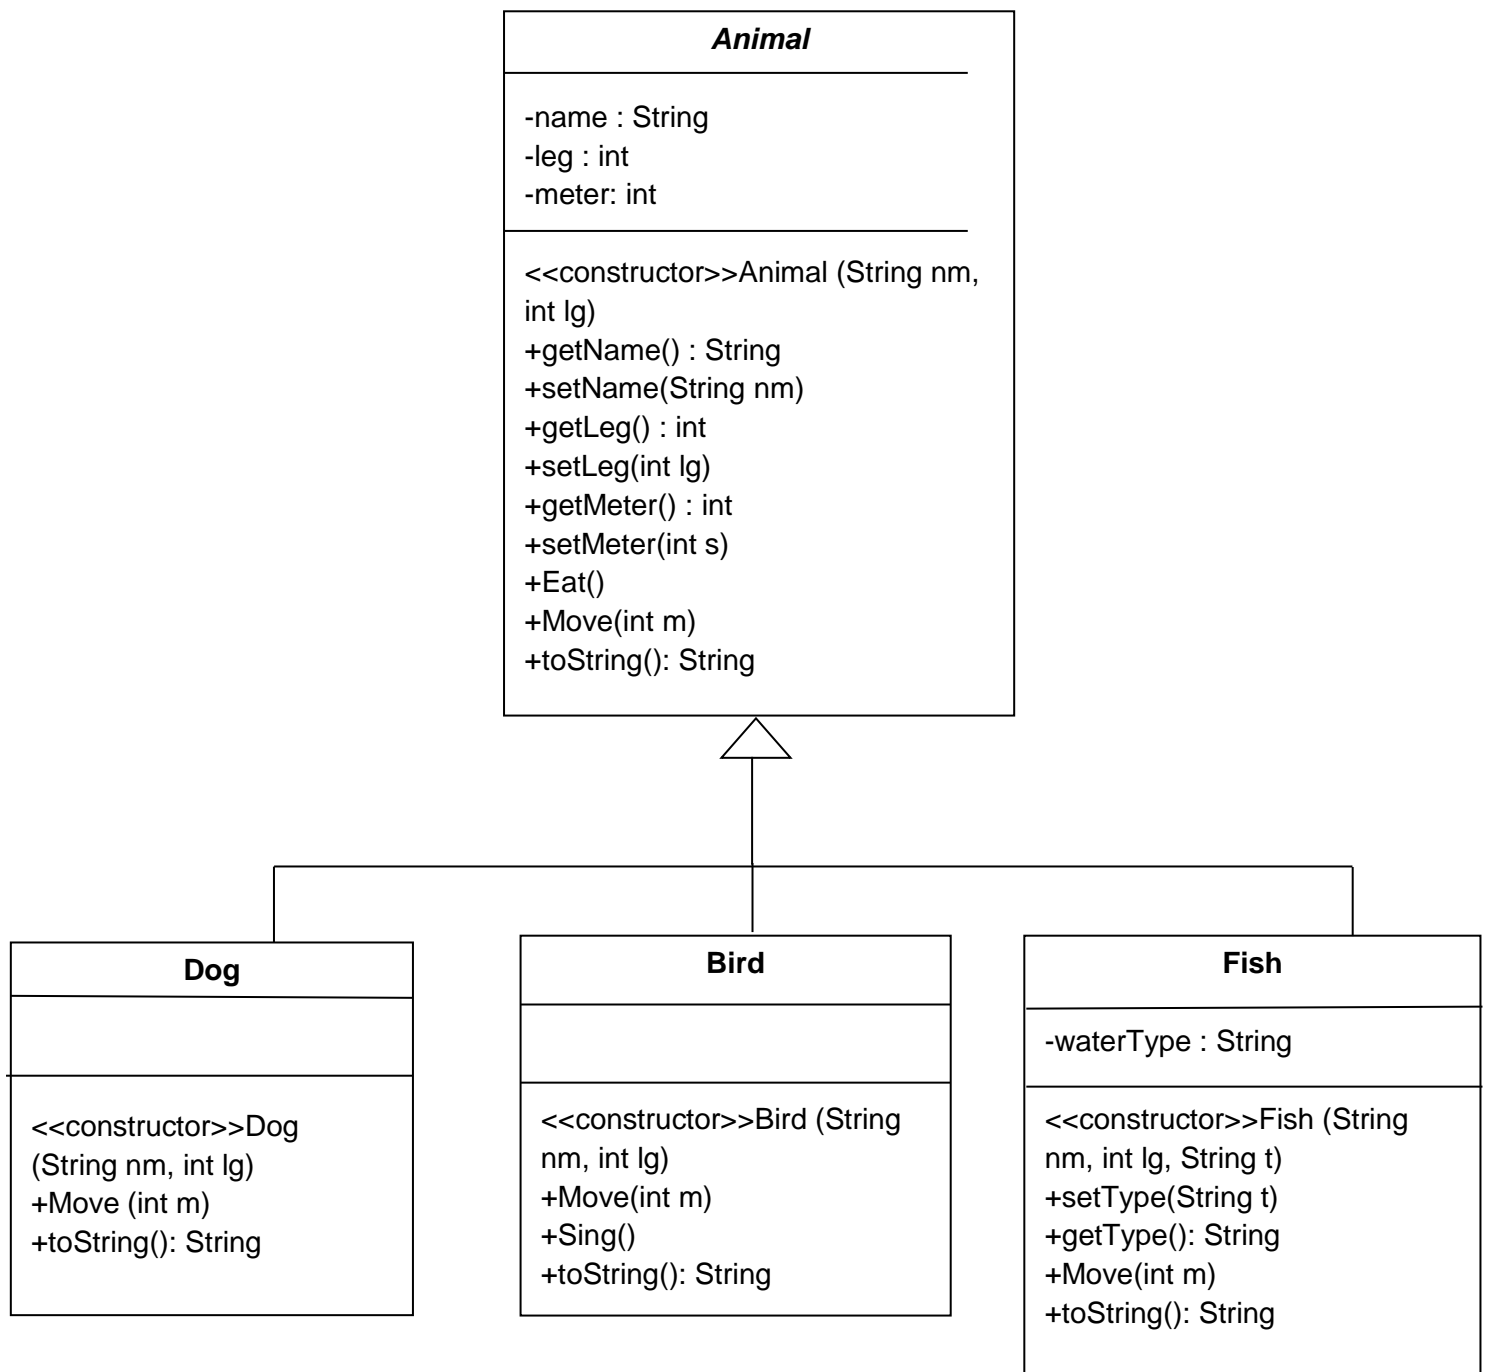 Animal
-name : String
-leg : int
-meter: int
<<constructor>>Animal (String nm,
int lg)
+getName() : String
+setName(String nm)
+getLeg() : int
+setLeg(int lg)
+getMeter() : int
+setMeter(int s)
+Eat()
+Move(int m)
+toString(): String
Dog
<<constructor>>Dog
(String nm, int lg)
+Move (int m)
+toString(): String
Bird
<<constructor>>Bird (String
nm, int lg)
+Move(int m)
+Sing()
+toString(): String
Fish
-waterType : String
<<constructor>>Fish (String
nm, int lg, String t)
+setType(String t)
+getType(): String
+Move(int m)
+toString(): String